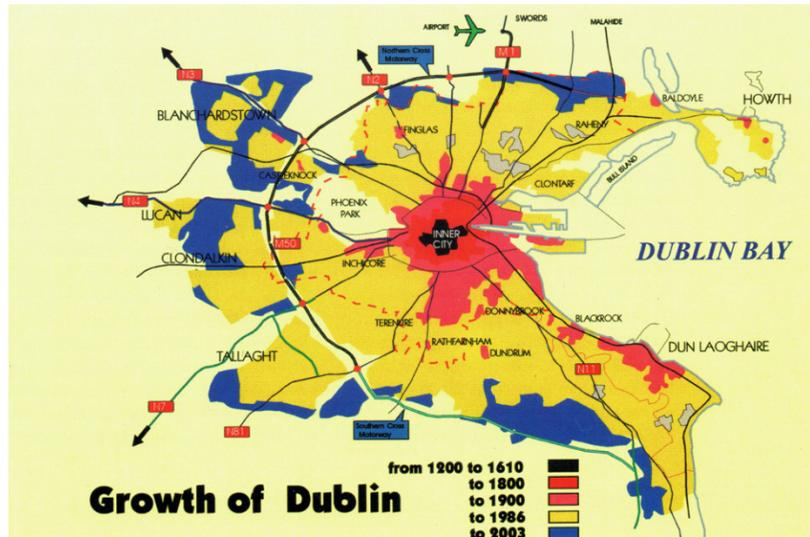 AIRPORT
SWORDS
MALAHIDE
Northern Cross
Motorway
M1
N3
N2
BLANCHARDSTOWN
BALDOYLE
HOWTH
FINGLAS
RAHENY
CASTLEKNOCK
BULL ISLAND
CLONTARF
N4
LUCAN
PHOENIX
PARK
INNER
CITY
M50
DUBLIN BAY
CLONDALKIN
INCHICORE
DONNYBROOK
BLACKROCK
TERENURE
RATHFARNHAM
DUNDRUM
DUN LAOGHAIRE
TALLAGHT
N11
N7
N81
Southern Cross
Motorway
from 1200 to 1610
to 1800
to 1900
to 1986
to 2003
Growth of Dublin